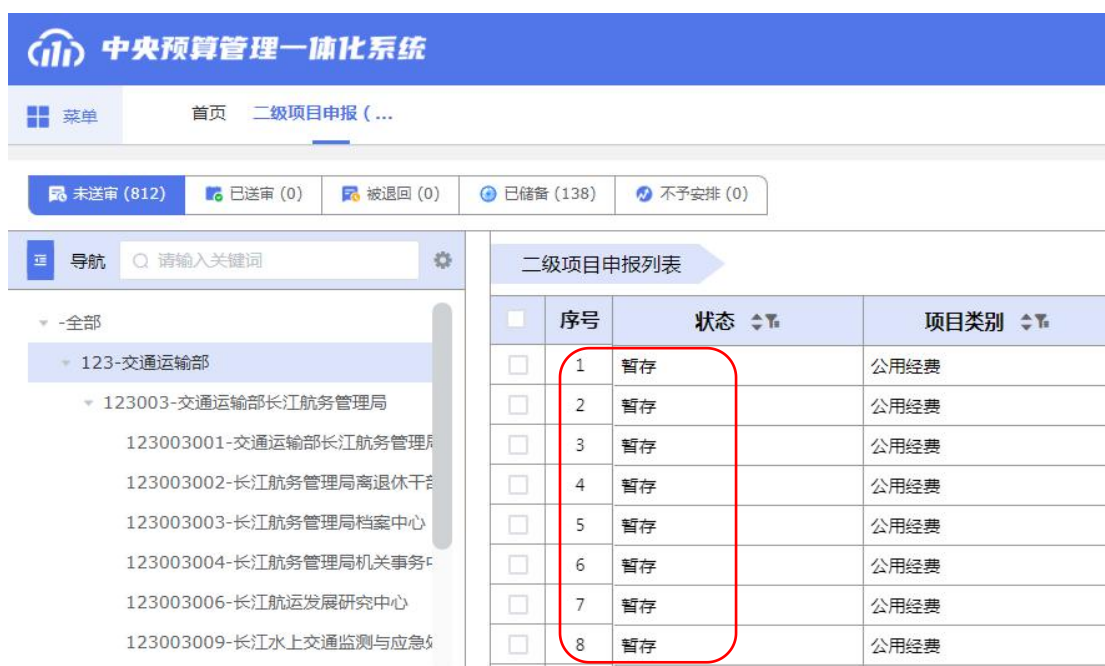 中央预算管理一体化系统
菜单 首页 二级项目申报 ( ...
未送审 (812) 已送审 (0) 被退回 (0) 已储备 (138) 不予安排 (0)
导航 请输入关键词
-全部
123-交通运输部
123003-交通运输部长江航务管理局
123003001-交通运输部长江航务管理
123003002-长江航务管理局离退休干
123003003-长江航务管理局档案中心
123003004-长江航务管理局机关事务
123003006-长江航运发展研究中心
123003009-长江水上交通监测与应急
二级项目申报列表
序号 状态 项目类别
1 暂存 公用经费
2 暂存 公用经费
3 暂存 公用经费
4 暂存 公用经费
5 暂存 公用经费
6 暂存 公用经费
7 暂存 公用经费
8 暂存 公用经费